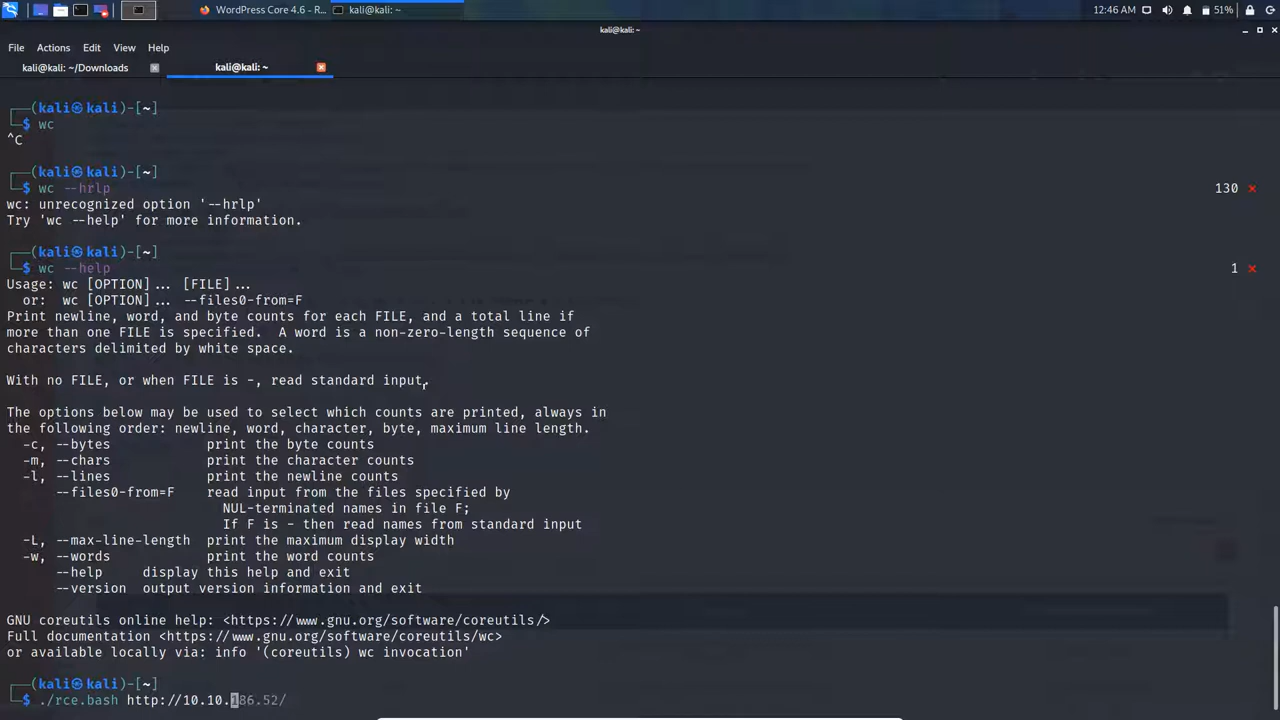 WordPress Core 4.6 - R...
kali@kali: ~
12:46 AM
51%
kali@kali: ~
File Actions Edit View Help
kali@kali: ~/Downloads
kali@kali: ~
(kali㉿kali)-[~]
$ wc
^C
(kali㉿kali)-[~]
$ wc --hrlp
130
wc: unrecognized option '--hrlp'
Try 'wc --help' for more information.
(kali㉿kali)-[~]
$ wc --help
1
Usage: wc [OPTION]... [FILE]...
or: wc [OPTION]... --files0-from=F
Print newline, word, and byte counts for each FILE, and a total line if
more than one FILE is specified. A word is a non-zero-length sequence of
characters delimited by white space.
With no FILE, or when FILE is -, read standard input.
The options below may be used to select which counts are printed, always in
the following order: newline, word, character, byte, maximum line length.
-c, --bytes print the byte counts
-m, --chars print the character counts
-l, --lines print the newline counts
--files0-from=F read input from the files specified by
NUL-terminated names in file F;
If F is - then read names from standard input
-L, --max-line-length print the maximum display width
-w, --words print the word counts
--help display this help and exit
--version output version information and exit
GNU coreutils online help: <https://www.gnu.org/software/coreutils/>
Full documentation <https://www.gnu.org/software/coreutils/wc>
or available locally via: info '(coreutils) wc invocation'
(kali㉿kali)-[~]
$ ./rce.bash http://10.10.186.52/